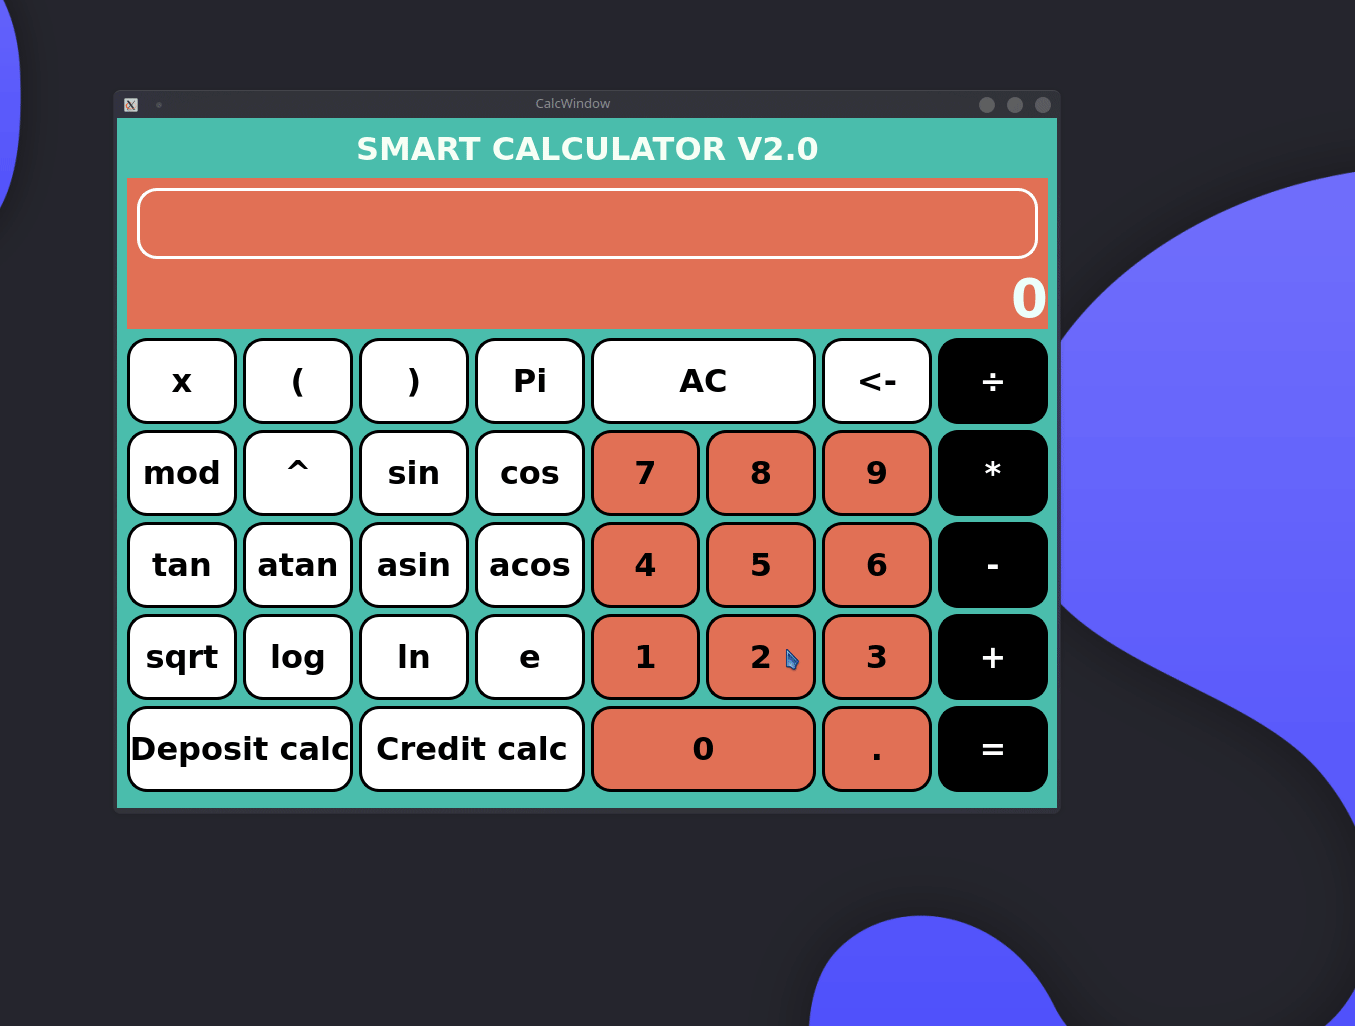 CalcWindow
SMART CALCULATOR V2.0
0
x ( ) Pi AC <- ÷
mod ^ sin cos 7 8 9 *
tan atan asin acos 4 5 6 -
sqrt log ln e 1 2 3 +
Deposit calc Credit calc 0 . =